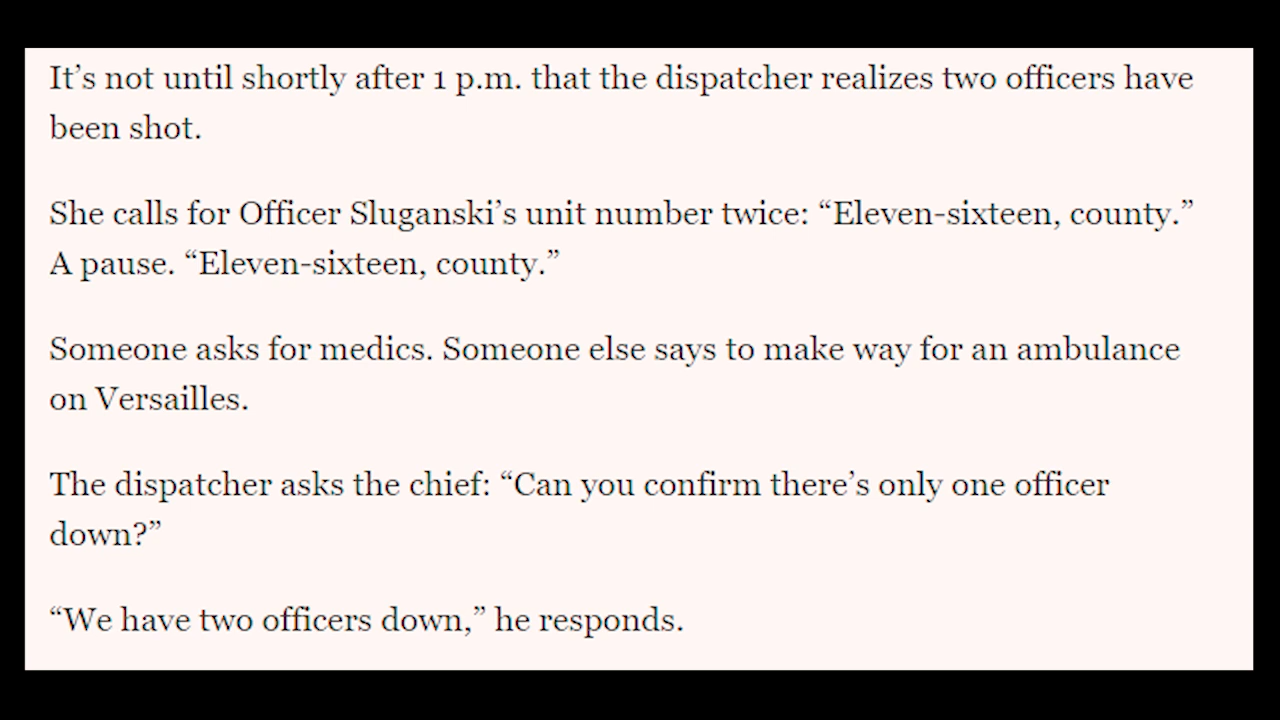 It’s not until shortly after 1 p.m. that the dispatcher realizes two officers have
been shot.
She calls for Officer Sluganski’s unit number twice: “Eleven-sixteen, county.”
A pause. “Eleven-sixteen, county.”
Someone asks for medics. Someone else says to make way for an ambulance
on Versailles.
The dispatcher asks the chief: “Can you confirm there’s only one officer
down?”
“We have two officers down,” he responds.